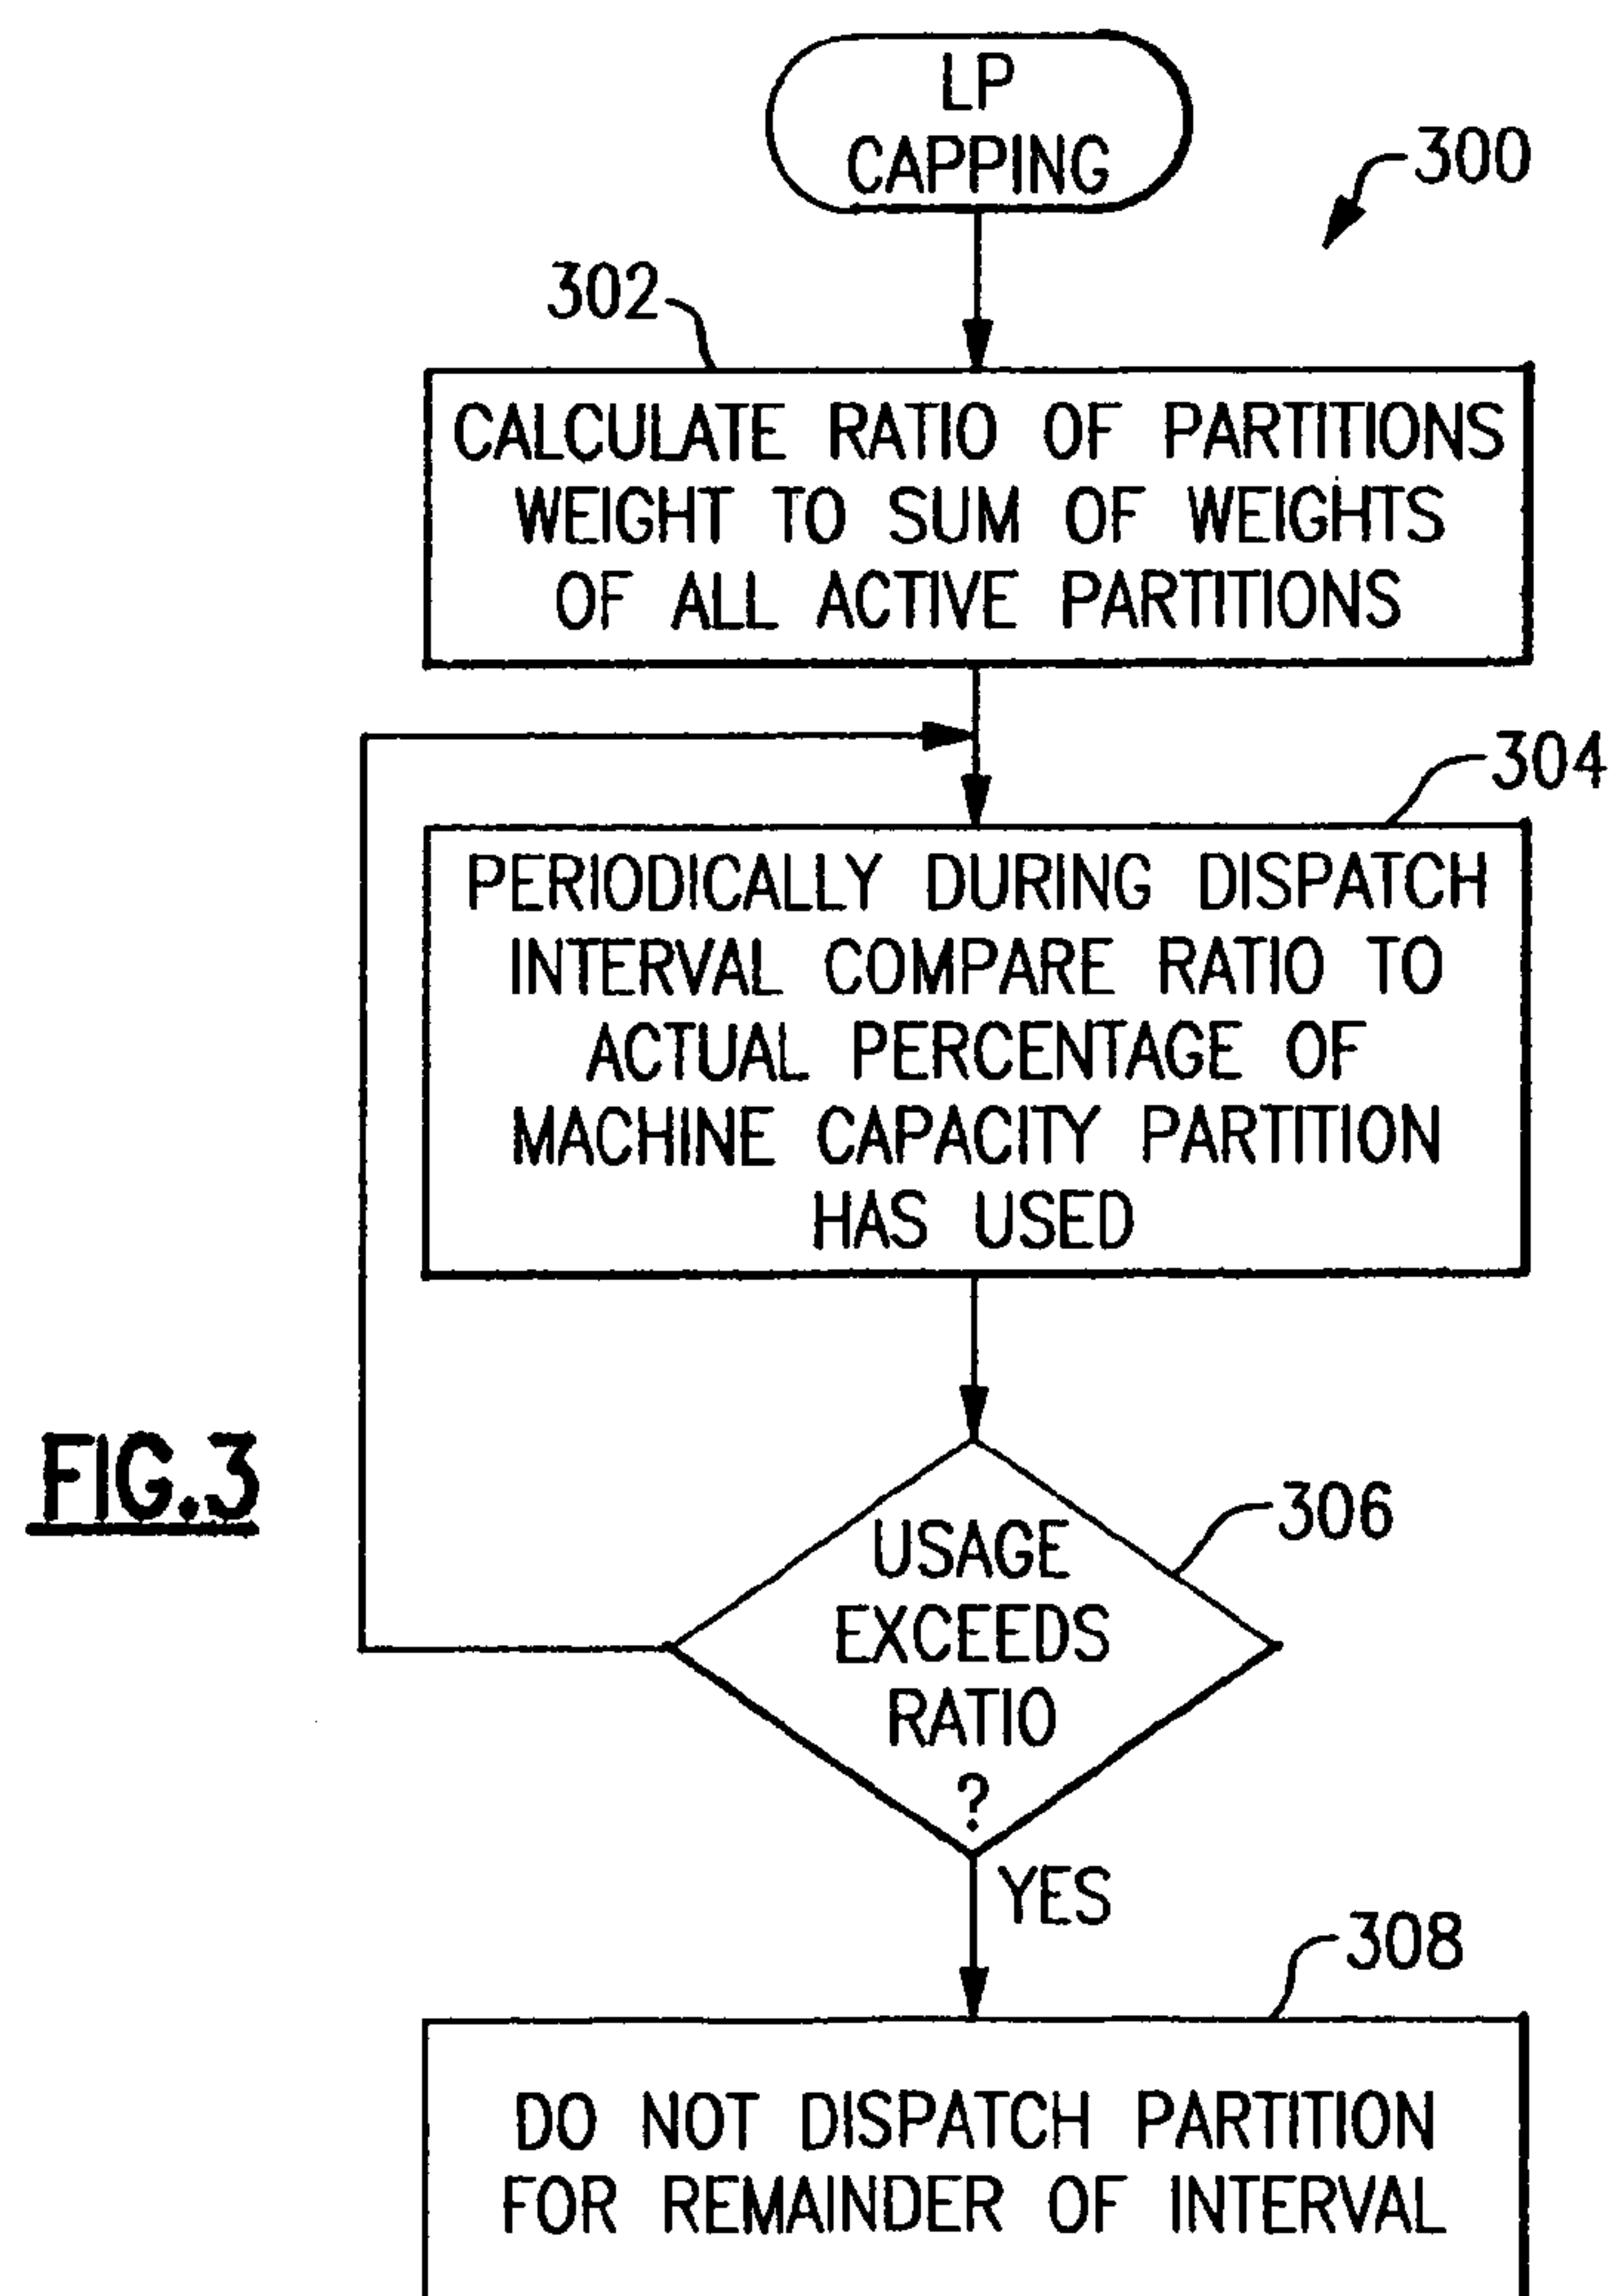 LP
CAPPING
300
302
CALCULATE RATIO OF PARTITIONS
WEIGHT TO SUM OF WEIGHTS
OF ALL ACTIVE PARTITIONS
304
PERIODICALLY DURING DISPATCH
INTERVAL COMPARE RATIO TO
ACTUAL PERCENTAGE OF
MACHINE CAPACITY PARTITION
HAS USED
FIG.3
306
USAGE
EXCEEDS
RATIO
?
YES
308
DO NOT DISPATCH PARTITION
FOR REMAINDER OF INTERVAL